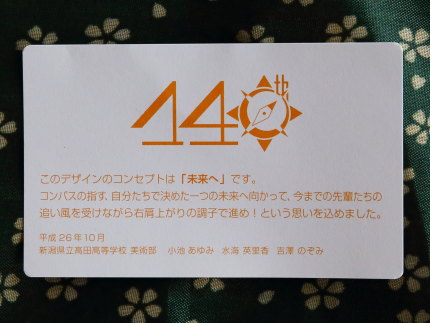 140th
このデザインのコンセプトは「未来へ」です。
コンパスの指す、自分たちで決めた一つの未来へ向かって、今までの先輩たちの
追い風を受けながら右肩上がりの調子で進め！という思いを込めました。
平成26年10月
新潟県立高田高等学校 美術部　小池 あゆみ　水海 英里香　吉澤 のぞみ